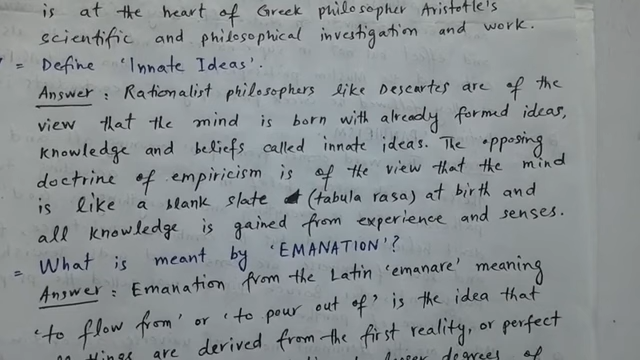 is at the heart of Greek philosopher Aristotle's
scientific and philosophical investigation and work.
= Define 'Innate Ideas'.
Answer : Rationalist philosophers like Descartes are of the
view that the mind is born with already formed ideas,
knowledge and beliefs called innate ideas. The opposing
doctrine of empiricism is of the view that the mind
is like a blank slate (tabula rasa) at birth and
all knowledge is gained from experience and senses.
= What is meant by 'EMANATION'?
Answer : Emanation from the Latin 'emanare' meaning
'to flow from' or 'to pour out of' is the idea that
things are derived from the first reality, or perfect
degrees of